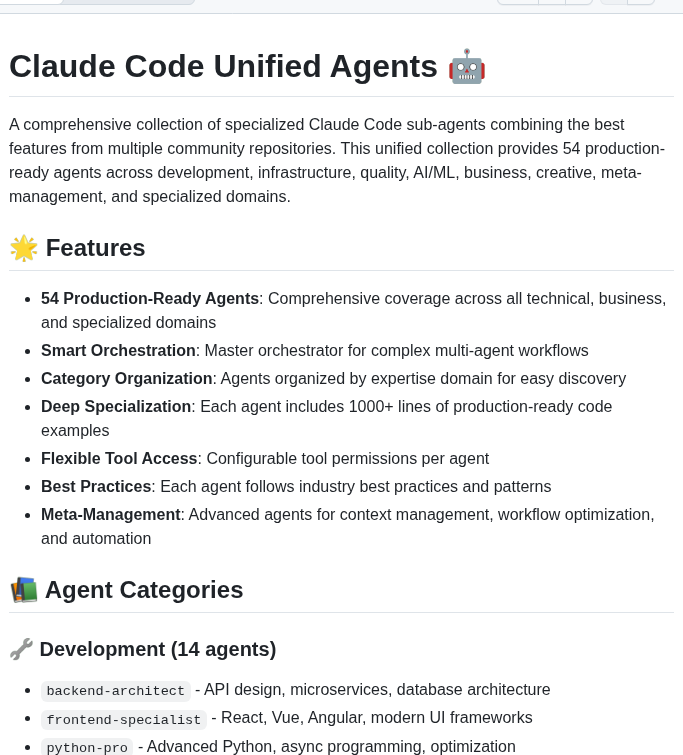 Claude Code Unified Agents 🤖
A comprehensive collection of specialized Claude Code sub-agents combining the best
features from multiple community repositories. This unified collection provides 54 production-
ready agents across development, infrastructure, quality, AI/ML, business, creative, meta-
management, and specialized domains.
🌟 Features
• 54 Production-Ready Agents: Comprehensive coverage across all technical, business,
and specialized domains
• Smart Orchestration: Master orchestrator for complex multi-agent workflows
• Category Organization: Agents organized by expertise domain for easy discovery
• Deep Specialization: Each agent includes 1000+ lines of production-ready code
examples
• Flexible Tool Access: Configurable tool permissions per agent
• Best Practices: Each agent follows industry best practices and patterns
• Meta-Management: Advanced agents for context management, workflow optimization,
and automation
📚 Agent Categories
🔧 Development (14 agents)
• backend-architect - API design, microservices, database architecture
• frontend-specialist - React, Vue, Angular, modern UI frameworks
• python-pro - Advanced Python, async programming, optimization